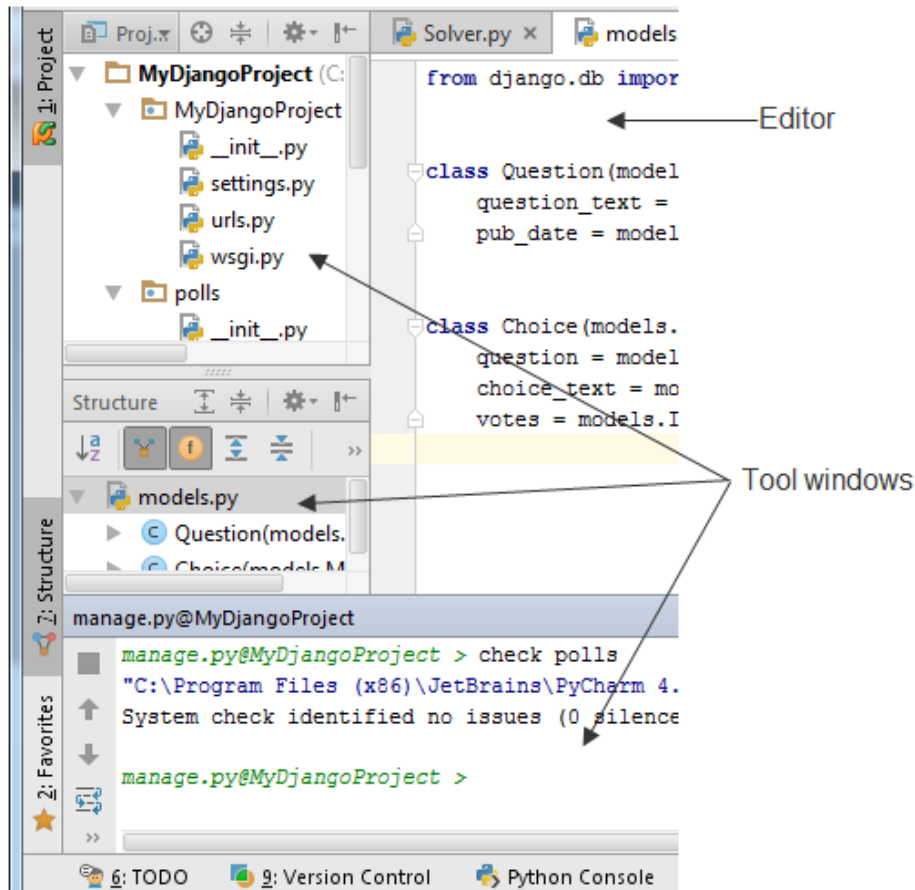 1: Project
Proj...
MyDjangoProject (C:
MyDjangoProject
__init__.py
settings.py
urls.py
wsgi.py
polls
__init__.py
Structure
models.py
Question(models.
Choice(models.M
7: Structure
2: Favorites
Solver.py ×
models
from django.db impor
class Question(model
question_text =
pub_date = model
class Choice(models.
question = model
choice_text = mo
votes = models.I
Editor
Tool windows
manage.py@MyDjangoProject
manage.py@MyDjangoProject > check polls
"C:\Program Files (x86)\JetBrains\PyCharm 4.
System check identified no issues (0 silence
manage.py@MyDjangoProject >
6: TODO
9: Version Control
Python Console